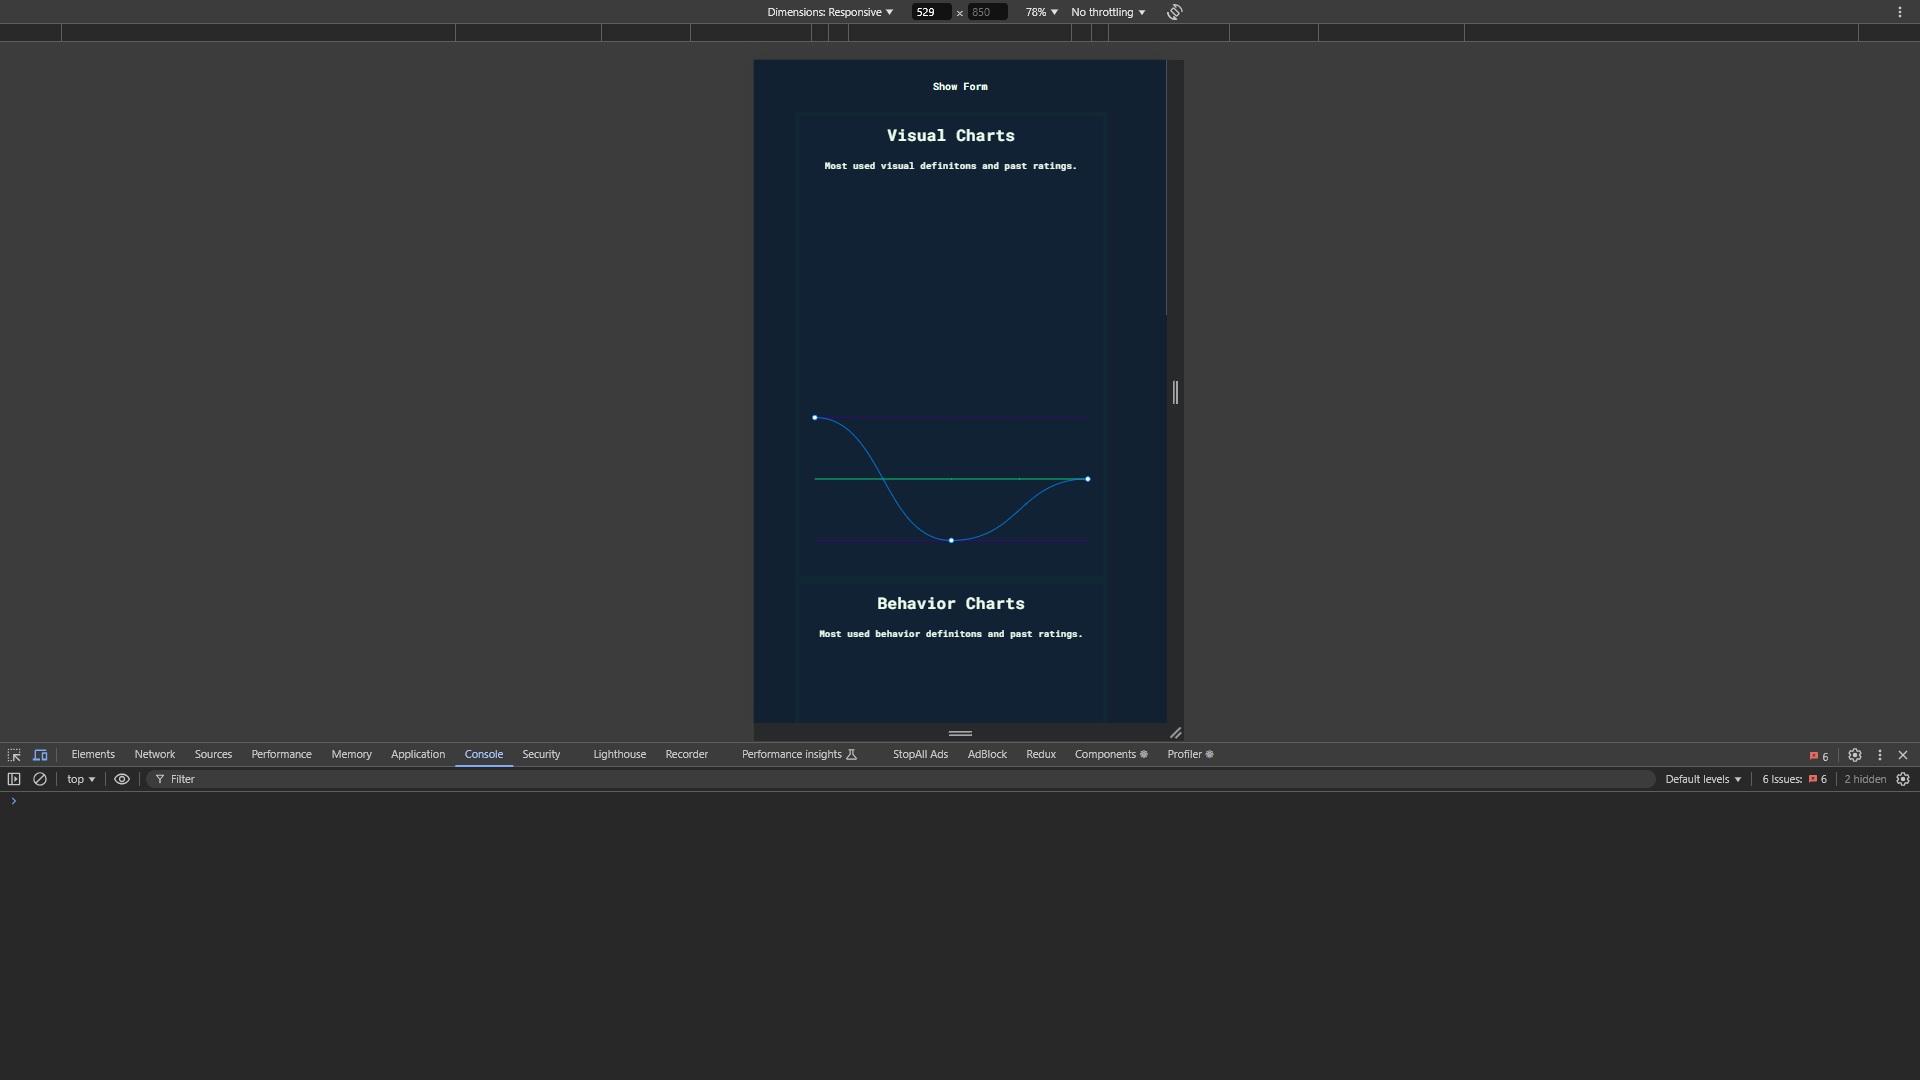 Dimensions: Responsive 529 × 850 78% No throttling
Show Form
Visual Charts
Most used visual definitons and past ratings.
Behavior Charts
Most used behavior definitons and past ratings.
Elements Network Sources Performance Memory Application Console Security Lighthouse Recorder Performance insights StopAll Ads AdBlock Redux Components Profiler 6
top Filter Default levels 6 Issues: 6 2 hidden